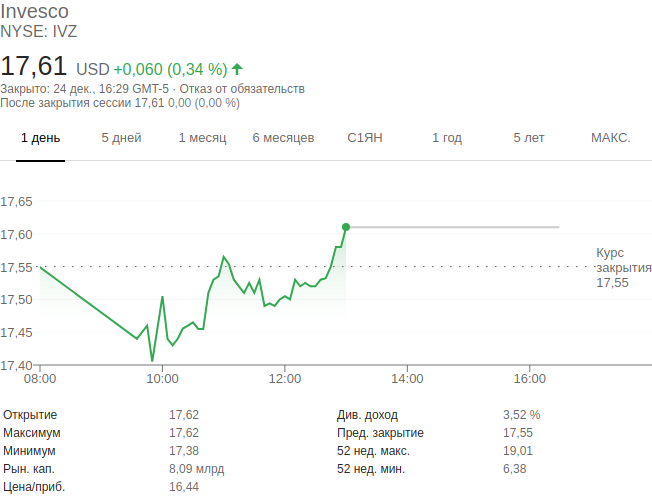 Invesco
NYSE: IVZ
17,61 USD +0,060 (0,34 %)
Закрыто: 24 дек., 16:29 GMT-5 · Отказ от обязательств
После закрытия сессии 17,61 0,00 (0,00 %)
1 день 5 дней 1 месяц 6 месяцев С1ЯН 1 год 5 лет МАКС.
17,65
17,60
17,55
17,50
17,45
17,40
Курс
закрытия
17,55
08:00 10:00 12:00 14:00 16:00
Открытие 17,62 Див. доход 3,52 %
Максимум 17,62 Пред. закрытие 17,55
Минимум 17,38 52 нед. макс. 19,01
Рын. кап. 8,09 млрд 52 нед. мин. 6,38
Цена/приб. 16,44